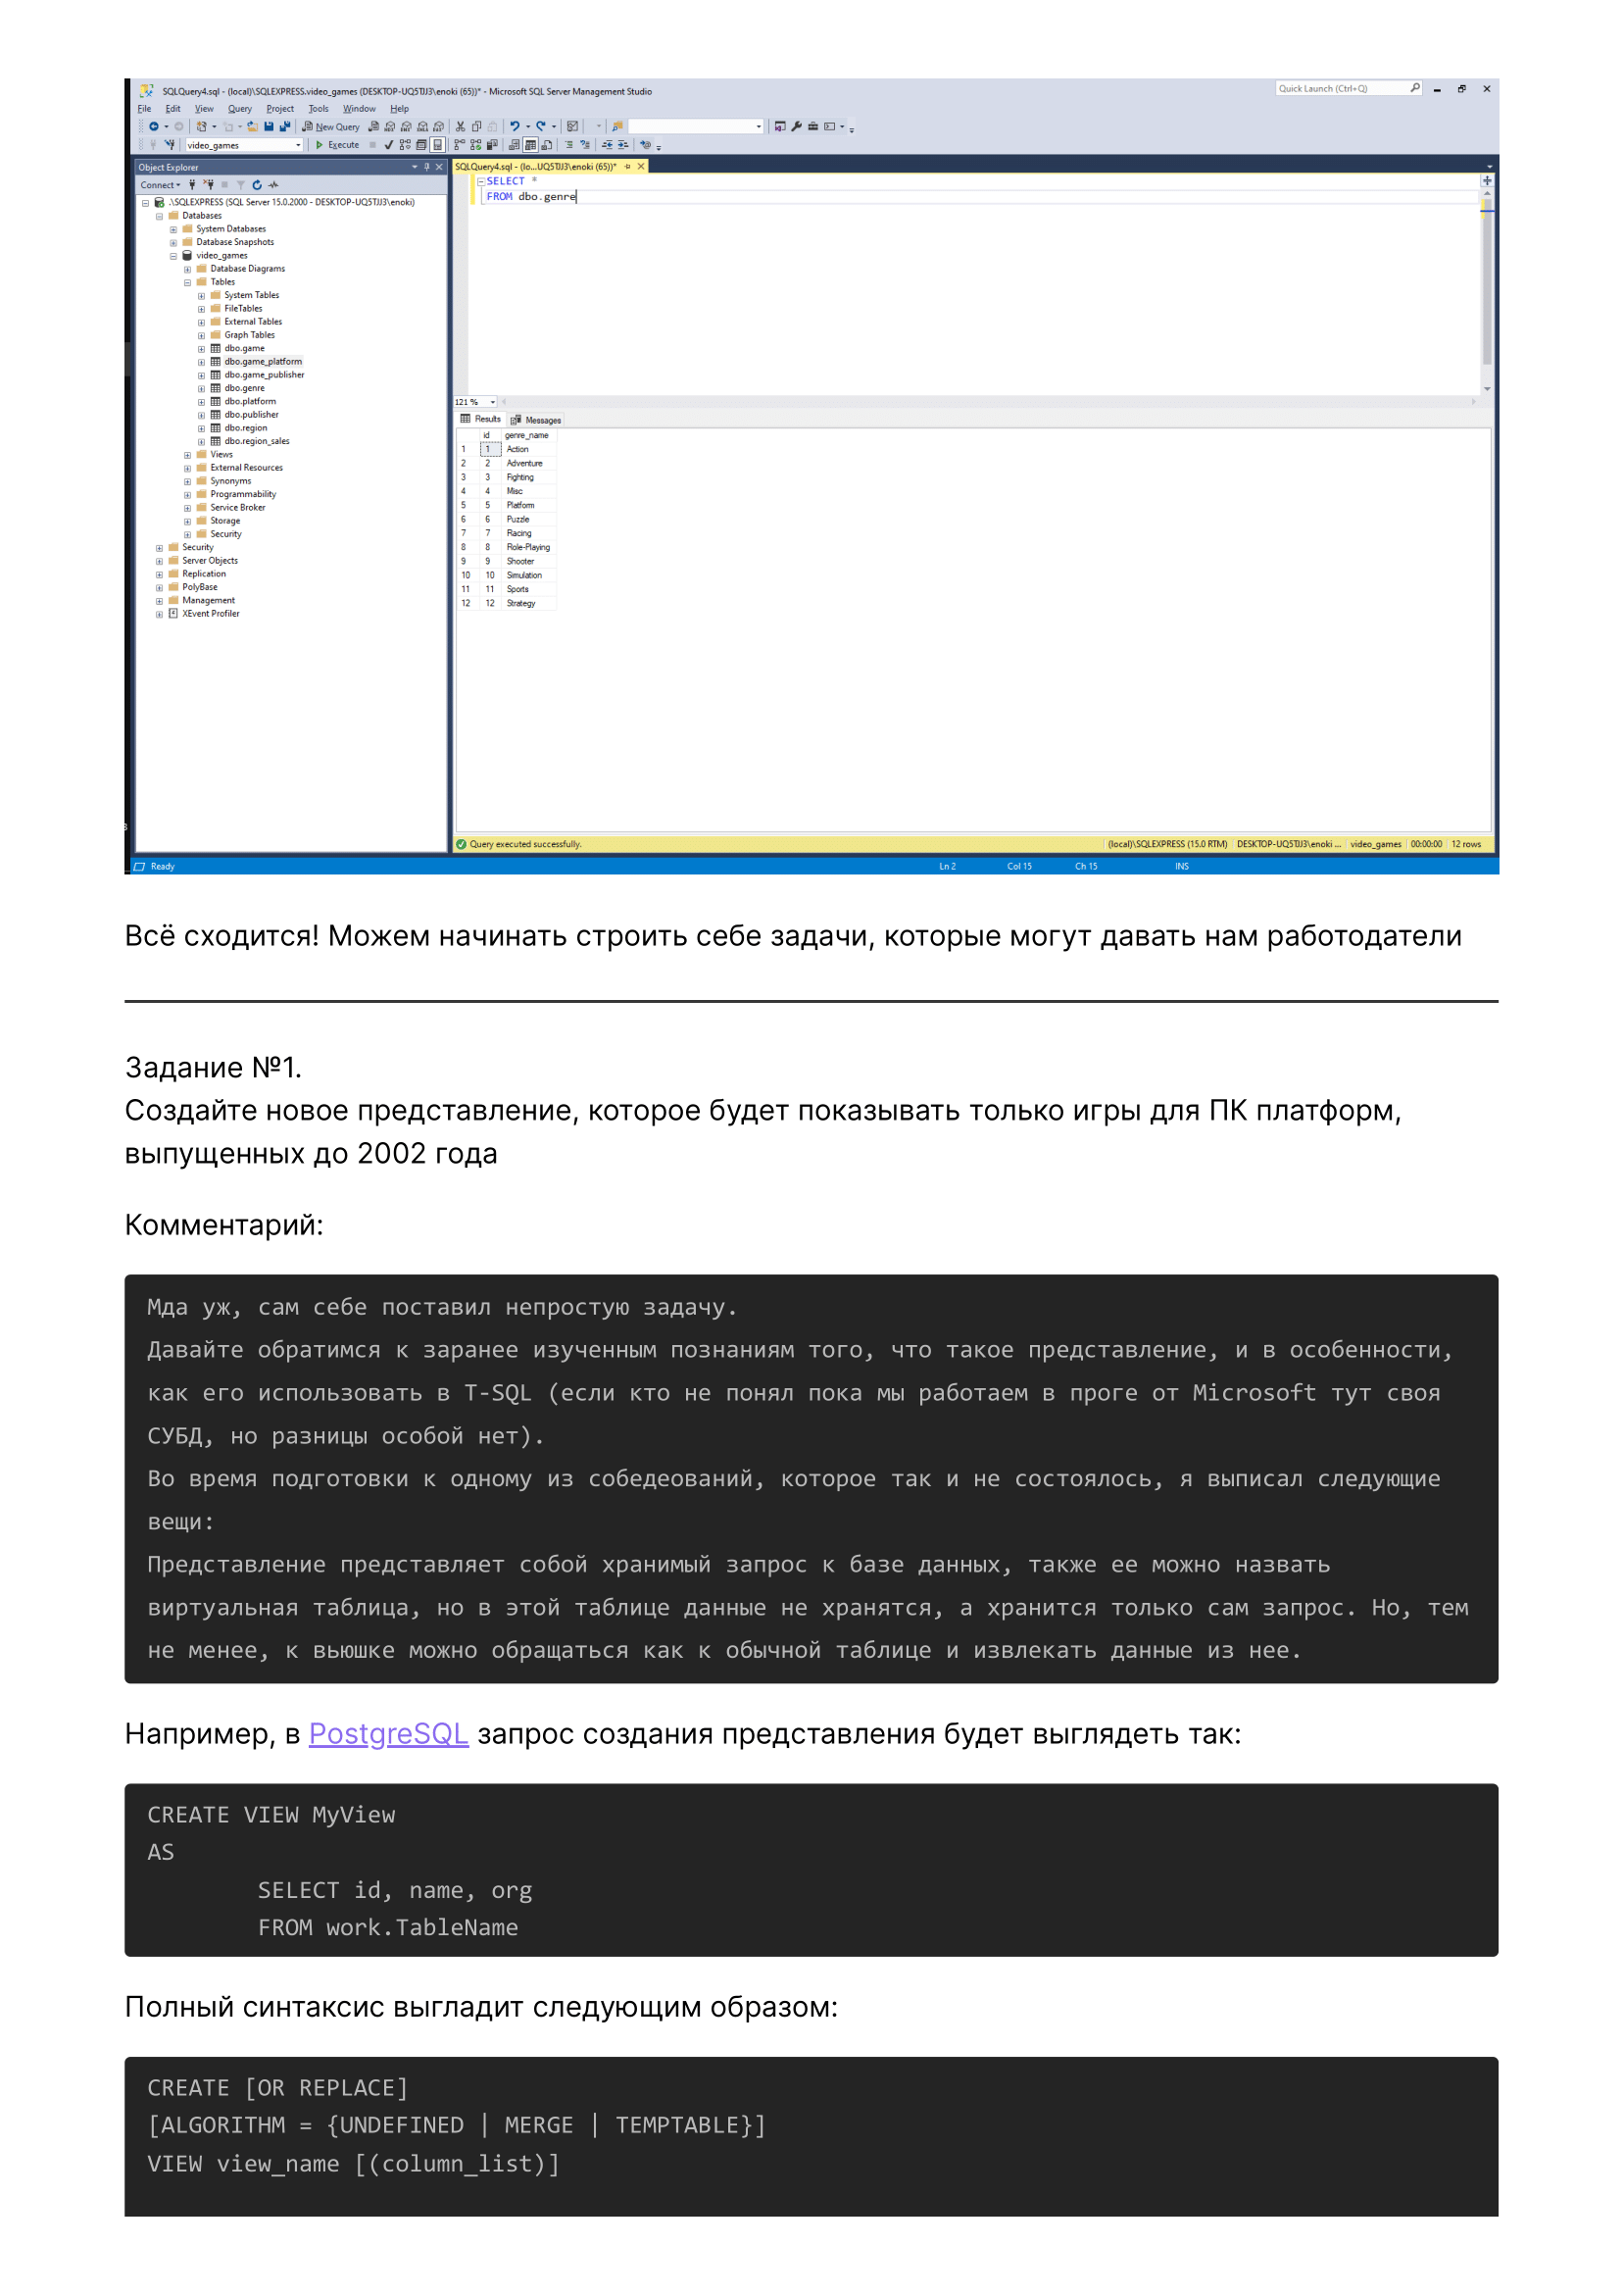 SQLQuery4.sql - (local)\SQLEXPRESS.video_games (DESKTOP-UQ5TJJ3\enoki (65))* - Microsoft SQL Server Management Studio
Quick Launch (Ctrl+Q)
File Edit View Query Project Tools Window Help
New Query
video_games Execute
Object Explorer
Connect
.\SQLEXPRESS (SQL Server 15.0.2000 - DESKTOP-UQ5TJJ3\enoki)
Databases
System Databases
Database Snapshots
video_games
Database Diagrams
Tables
System Tables
FileTables
External Tables
Graph Tables
dbo.game
dbo.game_platform
dbo.game_publisher
dbo.genre
dbo.platform
dbo.publisher
dbo.region
dbo.region_sales
Views
External Resources
Synonyms
Programmability
Service Broker
Storage
Security
Security
Server Objects
Replication
PolyBase
Management
XEvent Profiler
SQLQuery4.sql - (lo...UQ5TJJ3\enoki (65))*
SELECT *
FROM dbo.genre
121 %
Results Messages
id genre_name
1 1 Action
2 2 Adventure
3 3 Fighting
4 4 Misc
5 5 Platform
6 6 Puzzle
7 7 Racing
8 8 Role-Playing
9 9 Shooter
10 10 Simulation
11 11 Sports
12 12 Strategy
Query executed successfully.
(local)\SQLEXPRESS (15.0 RTM) DESKTOP-UQ5TJJ3\enoki ... video_games 00:00:00 12 rows
Ready Ln 2 Col 15 Ch 15 INS
Всё сходится! Можем начинать строить себе задачи, которые могут давать нам работодатели
Задание №1.
Создайте новое представление, которое будет показывать только игры для ПК платформ,
выпущенных до 2002 года
Комментарий:
Мда уж, сам себе поставил непростую задачу.
Давайте обратимся к заранее изученным познаниям того, что такое представление, и в особенности,
как его использовать в T-SQL (если кто не понял пока мы работаем в проге от Microsoft тут своя
СУБД, но разницы особой нет).
Во время подготовки к одному из собедеований, которое так и не состоялось, я выписал следующие
вещи:
Представление представляет собой хранимый запрос к базе данных, также ее можно назвать
виртуальная таблица, но в этой таблице данные не хранятся, а хранится только сам запрос. Но, тем
не менее, к вьюшке можно обращаться как к обычной таблице и извлекать данные из нее.
Например, в PostgreSQL запрос создания представления будет выглядеть так:
CREATE VIEW MyView
AS
SELECT id, name, org
FROM work.TableName
Полный синтаксис выгладит следующим образом:
CREATE [OR REPLACE]
[ALGORITHM = {UNDEFINED | MERGE | TEMPTABLE}]
VIEW view_name [(column_list)]